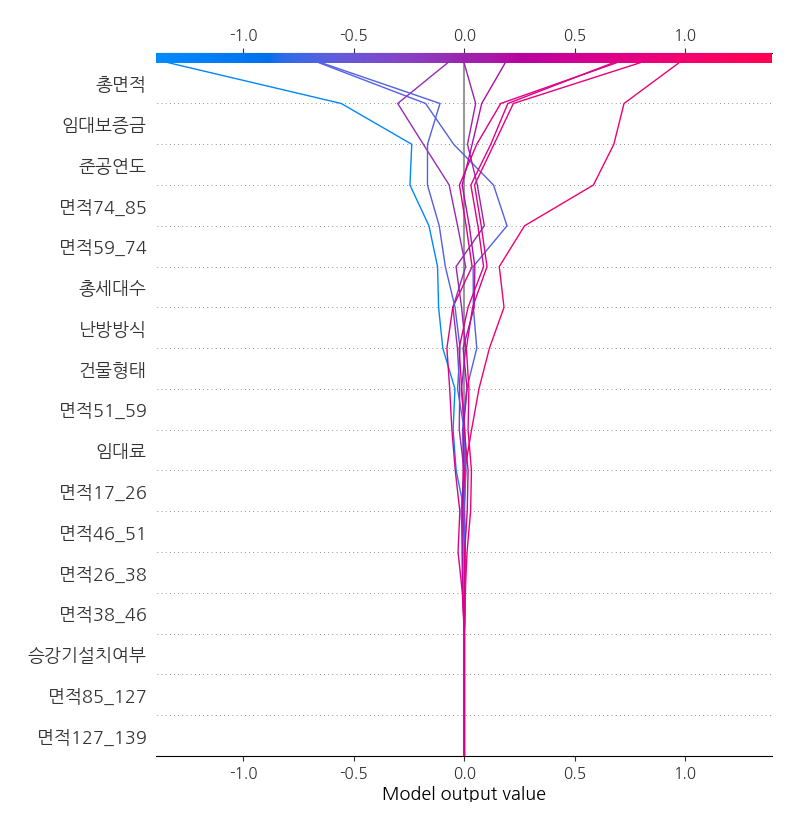 -1.0 -0.5 0.0 0.5 1.0
총면적
임대보증금
준공연도
면적74_85
면적59_74
총세대수
난방방식
건물형태
면적51_59
임대료
면적17_26
면적46_51
면적26_38
면적38_46
승강기설치여부
면적85_127
면적127_139
-1.0 -0.5 0.0 0.5 1.0
Model output value